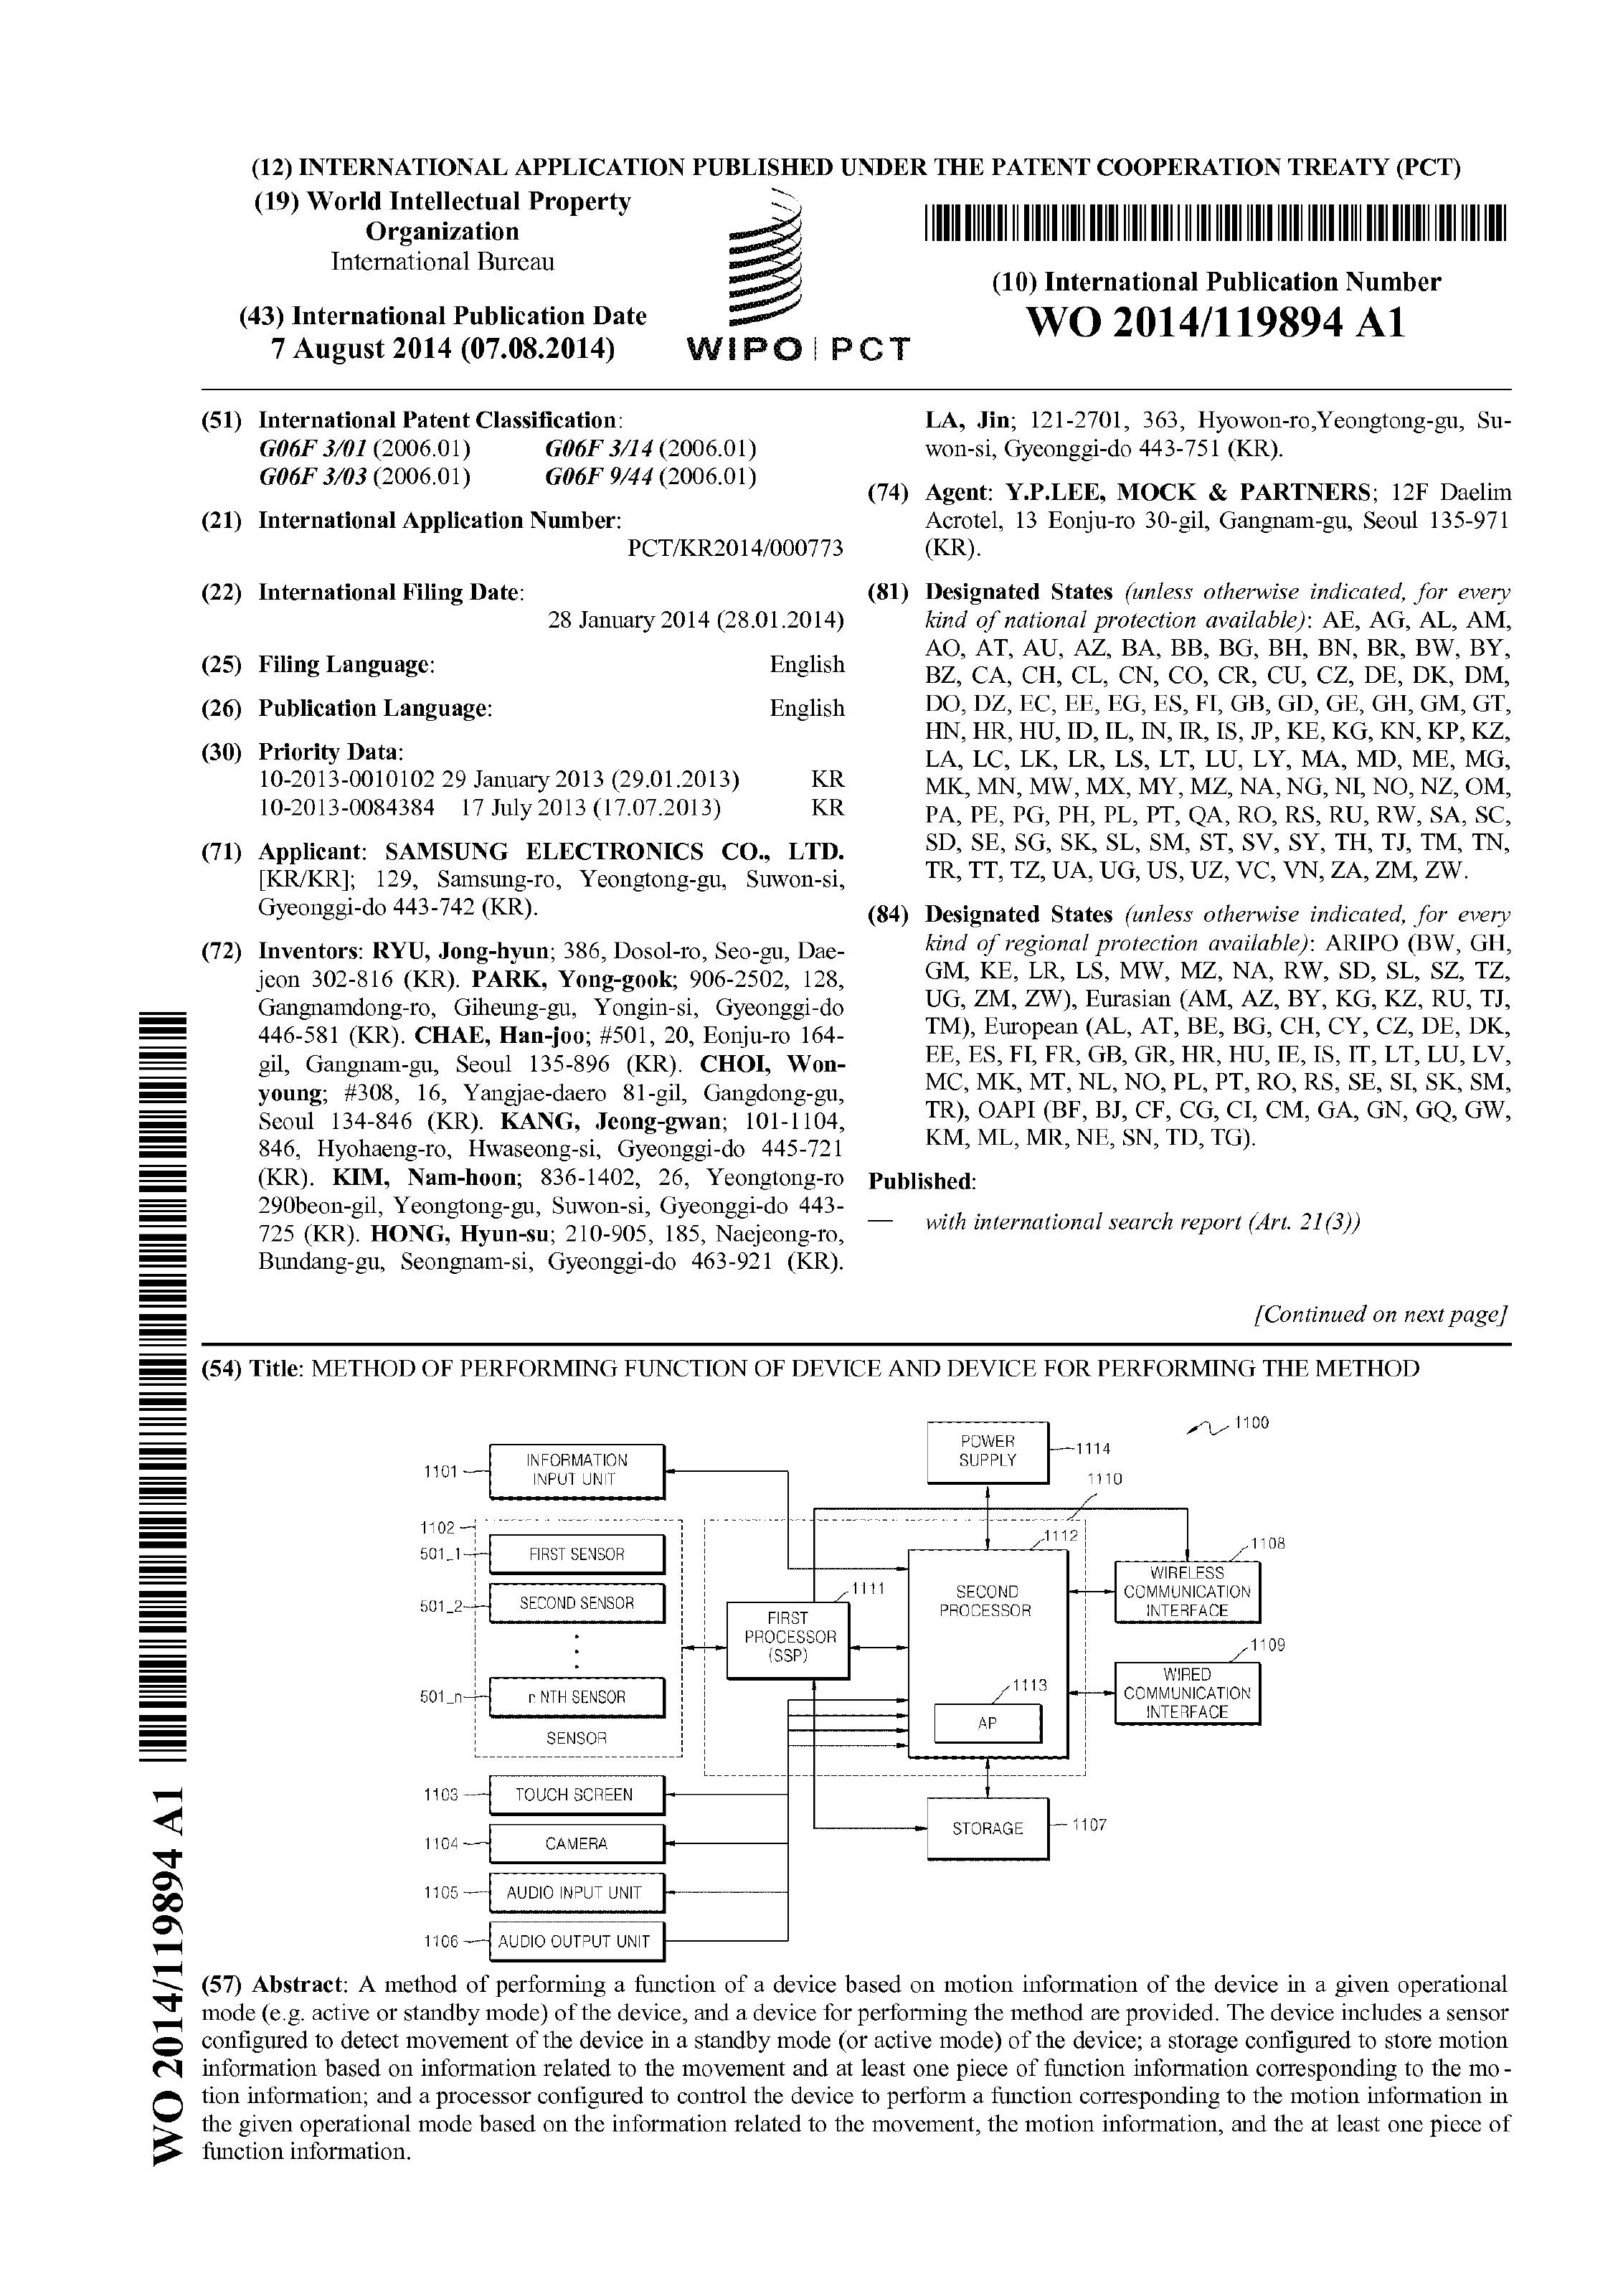 (12) INTERNATIONAL APPLICATION PUBLISHED UNDER THE PATENT COOPERATION TREATY (PCT)
(19) World Intellectual Property
Organization
International Bureau
(43) International Publication Date
7 August 2014 (07.08.2014)
WIPO | PCT
(10) International Publication Number
WO 2014/119894 A1
(51) International Patent Classification:
G06F 3/01 (2006.01) G06F 3/14 (2006.01)
G06F 3/03 (2006.01) G06F 9/44 (2006.01)
(21) International Application Number:
PCT/KR2014/000773
(22) International Filing Date:
28 January 2014 (28.01.2014)
(25) Filing Language: English
(26) Publication Language: English
(30) Priority Data:
10-2013-0010102 29 January 2013 (29.01.2013) KR
10-2013-0084384 17 July 2013 (17.07.2013) KR
(71) Applicant: SAMSUNG ELECTRONICS CO., LTD.
[KR/KR]; 129, Samsung-ro, Yeongtong-gu, Suwon-si,
Gyeonggi-do 443-742 (KR).
(72) Inventors: RYU, Jong-hyun; 386, Dosol-ro, Seo-gu, Dae-
jeon 302-816 (KR). PARK, Yong-gook; 906-2502, 128,
Gangnamdong-ro, Giheung-gu, Yongin-si, Gyeonggi-do
446-581 (KR). CHAE, Han-joo; #501, 20, Eonju-ro 164-
gil, Gangnam-gu, Seoul 135-896 (KR). CHOI, Won-
young; #308, 16, Yangjae-daero 81-gil, Gangdong-gu,
Seoul 134-846 (KR). KANG, Jeong-gwan; 101-1104,
846, Hyohaeng-ro, Hwaseong-si, Gyeonggi-do 445-721
(KR). KIM, Nam-hoon; 836-1402, 26, Yeongtong-ro
290beon-gil, Yeongtong-gu, Suwon-si, Gyeonggi-do 443-
725 (KR). HONG, Hyun-su; 210-905, 185, Naejeong-ro,
Bundang-gu, Seongnam-si, Gyeonggi-do 463-921 (KR).
LA, Jin; 121-2701, 363, Hyowon-ro,Yeongtong-gu, Su-
won-si, Gyeonggi-do 443-751 (KR).
(74) Agent: Y.P.LEE, MOCK & PARTNERS; 12F Daelim
Acrotel, 13 Eonju-ro 30-gil, Gangnam-gu, Seoul 135-971
(KR).
(81) Designated States (unless otherwise indicated, for every
kind of national protection available): AE, AG, AL, AM,
AO, AT, AU, AZ, BA, BB, BG, BH, BN, BR, BW, BY,
BZ, CA, CH, CL, CN, CO, CR, CU, CZ, DE, DK, DM,
DO, DZ, EC, EE, EG, ES, FI, GB, GD, GE, GH, GM, GT,
HN, HR, HU, ID, IL, IN, IR, IS, JP, KE, KG, KN, KP, KZ,
LA, LC, LK, LR, LS, LT, LU, LY, MA, MD, ME, MG,
MK, MN, MW, MX, MY, MZ, NA, NG, NI, NO, NZ, OM,
PA, PE, PG, PH, PL, PT, QA, RO, RS, RU, RW, SA, SC,
SD, SE, SG, SK, SL, SM, ST, SV, SY, TH, TJ, TM, TN,
TR, TT, TZ, UA, UG, US, UZ, VC, VN, ZA, ZM, ZW.
(84) Designated States (unless otherwise indicated, for every
kind of regional protection available): ARIPO (BW, GH,
GM, KE, LR, LS, MW, MZ, NA, RW, SD, SL, SZ, TZ,
UG, ZM, ZW), Eurasian (AM, AZ, BY, KG, KZ, RU, TJ,
TM), European (AL, AT, BE, BG, CH, CY, CZ, DE, DK,
EE, ES, FI, FR, GB, GR, HR, HU, IE, IS, IT, LT, LU, LV,
MC, MK, MT, NL, NO, PL, PT, RO, RS, SE, SI, SK, SM,
TR), OAPI (BF, BJ, CF, CG, CI, CM, GA, GN, GQ, GW,
KM, ML, MR, NE, SN, TD, TG).
Published:
— with international search report (Art. 21(3))
[Continued on next page]
(54) Title: METHOD OF PERFORMING FUNCTION OF DEVICE AND DEVICE FOR PERFORMING THE METHOD
1100
POWER
SUPPLY
1114
1110
1101
INFORMATION
INPUT UNIT
1102
501_1
FIRST SENSOR
501_2
SECOND SENSOR
501_n
n NTH SENSOR
SENSOR
1111
FIRST
PROCESSOR
(SSP)
1112
SECOND
PROCESSOR
1113
AP
1108
WIRELESS
COMMUNICATION
INTERFACE
1109
WIRED
COMMUNICATION
INTERFACE
1103
TOUCH SCREEN
1104
CAMERA
1105
AUDIO INPUT UNIT
1106
AUDIO OUTPUT UNIT
STORAGE
1107
(57) Abstract: A method of performing a function of a device based on motion information of the device in a given operational
mode (e.g. active or standby mode) of the device, and a device for performing the method are provided. The device includes a sensor
configured to detect movement of the device in a standby mode (or active mode) of the device; a storage configured to store motion
information based on information related to the movement and at least one piece of function information corresponding to the mo-
tion information; and a processor configured to control the device to perform a function corresponding to the motion information in
the given operational mode based on the information related to the movement, the motion information, and the at least one piece of
function information.
WO 2014/119894 A1